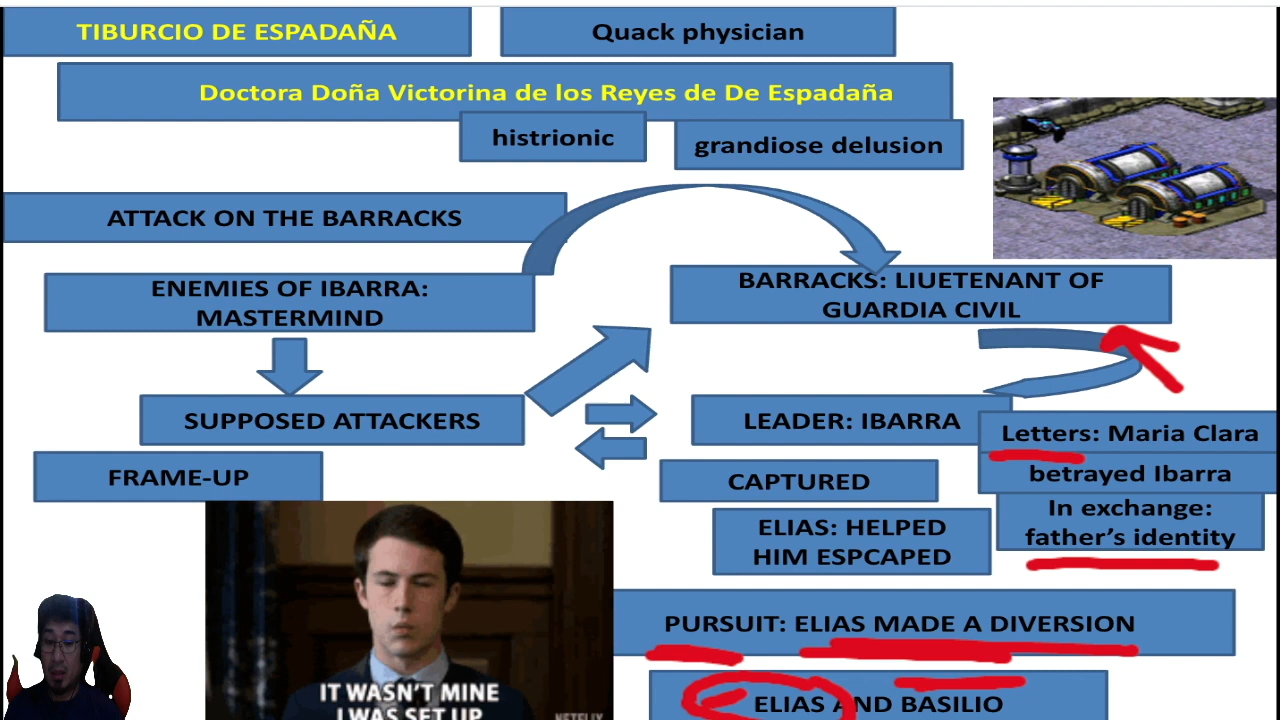 TIBURCIO DE ESPADAÑA
Quack physician
Doctora Doña Victorina de los Reyes de De Espadaña
histrionic
grandiose delusion
ATTACK ON THE BARRACKS
ENEMIES OF IBARRA:
MASTERMIND
BARRACKS: LIUETENANT OF
GUARDIA CIVIL
SUPPOSED ATTACKERS
LEADER: IBARRA
Letters: Maria Clara
betrayed Ibarra
In exchange:
father's identity
FRAME-UP
CAPTURED
ELIAS: HELPED
HIM ESPCAPED
PURSUIT: ELIAS MADE A DIVERSION
ELIAS AND BASILIO
IT WASN'T MINE
I WAS SET UP
NETFLIX